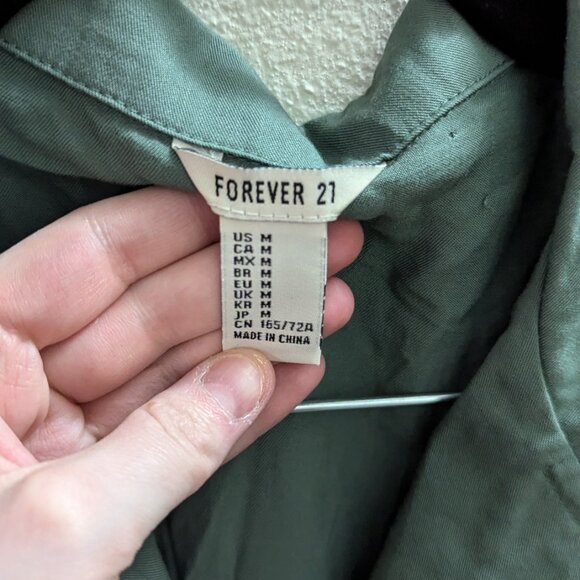 FOREVER 21
US M
CA M
MX M
BR M
EU M
UK M
KR M
JP M
CN 165/72A
MADE IN CHINA